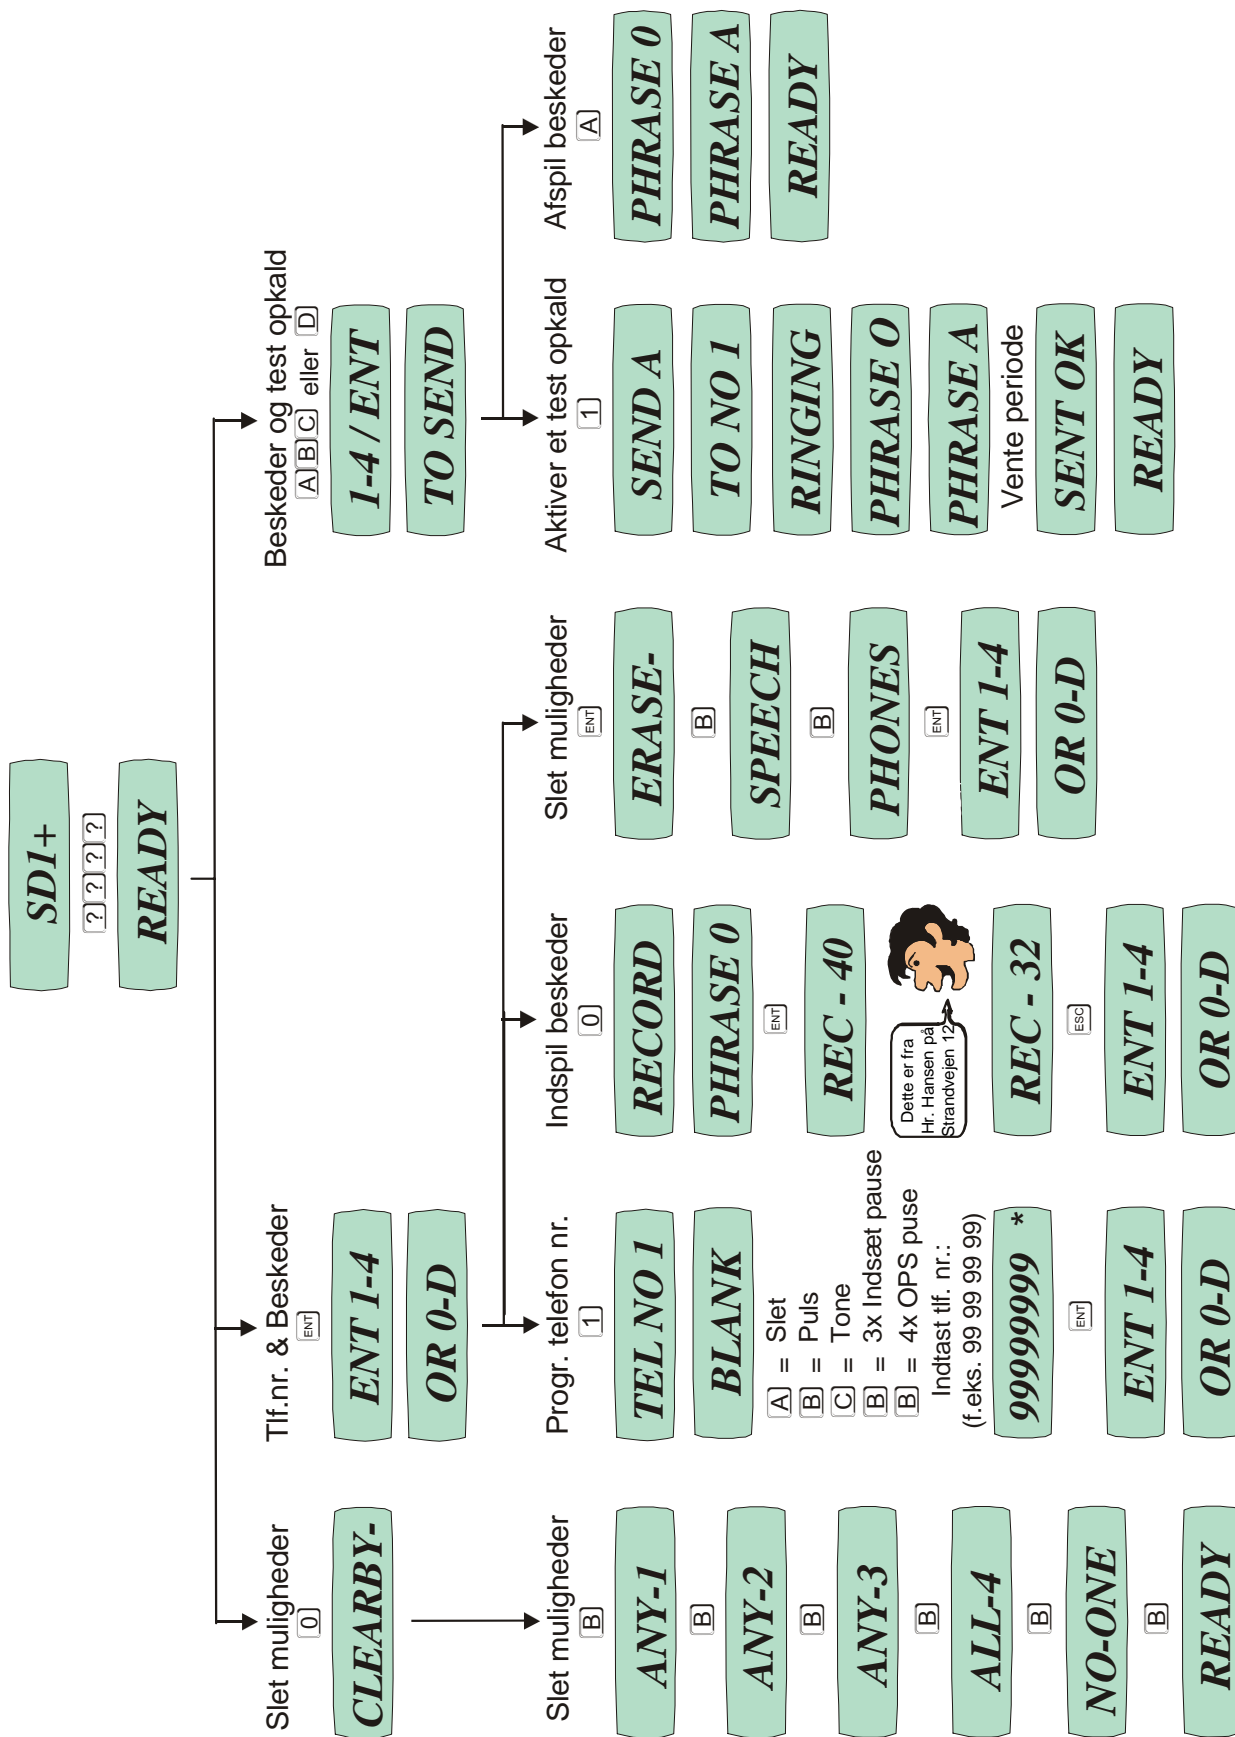 SD1+
? ? ? ?
READY
Slet muligheder
0
CLEARBY-
Slet muligheder
B
ANY-1
B
ANY-2
B
ANY-3
B
ALL-4
B
NO-ONE
B
READY
Tlf.nr. & Beskeder
ENT
ENT 1-4
OR 0-D
Progr. telefon nr.
1
TEL NO 1
BLANK
A = Slet
B = Puls
C = Tone
B = 3x Indsæt pause
B = 4x OPS puse
Indtast tlf. nr.:
(f.eks. 99 99 99 99)
99999999 *
ENT
ENT 1-4
OR 0-D
Indspil beskeder
0
RECORD
PHRASE 0
ENT
REC - 40
Dette er fra
Hr. Hansen på
Strandvejen 12
REC - 32
ESC
ENT 1-4
OR 0-D
Slet muligheder
ENT
ERASE-
B
SPEECH
B
PHONES
ENT
ENT 1-4
OR 0-D
Beskeder og test opkald
A B C eller D
1-4 / ENT
TO SEND
Aktiver et test opkald
1
SEND A
TO NO 1
RINGING
PHRASE O
PHRASE A
Vente periode
SENT OK
READY
Afspil beskeder
A
PHRASE 0
PHRASE A
READY